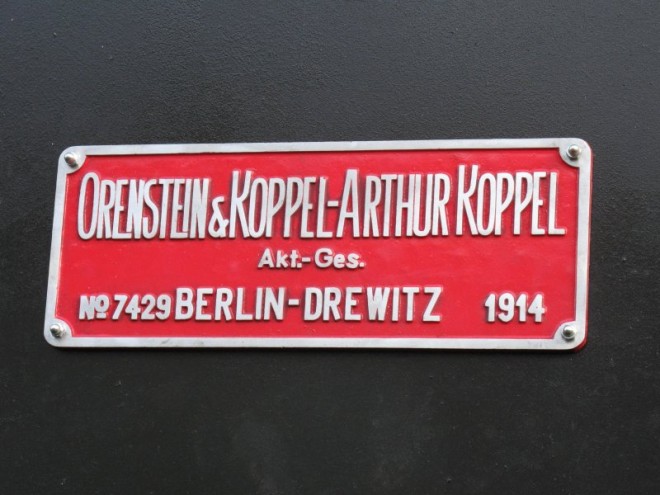 ORENSTEIN & KOPPEL-ARTHUR KOPPEL
Akt.-Ges.
No 7429 BERLIN-DREWITZ 1914